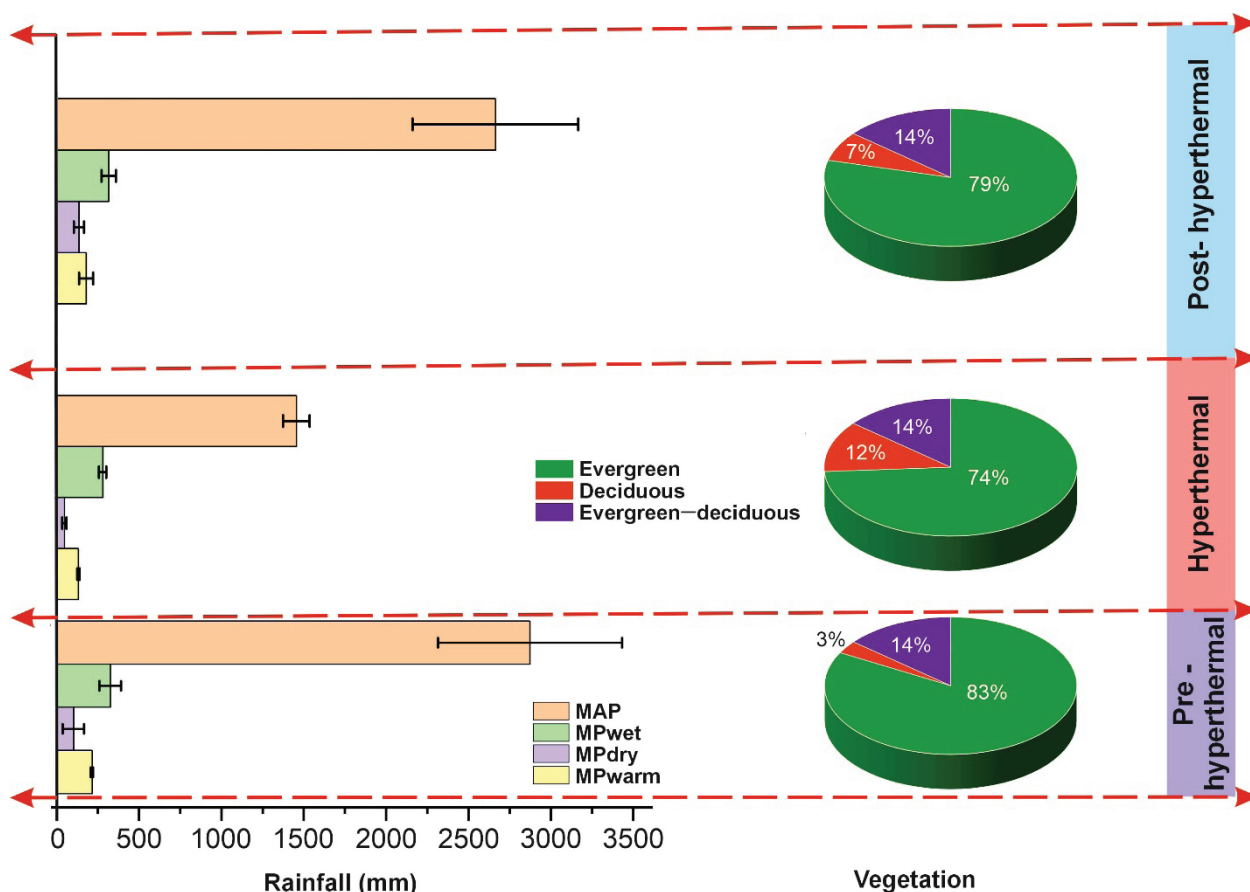 14%
7%
79%
Post- hyperthermal
Evergreen
Deciduous
Evergreen—deciduous
14%
12%
74%
Hyperthermal
MAP
MPwet
MPdry
MPwarm
3%
14%
83%
Pre -
hyperthermal
0 500 1000 1500 2000 2500 3000 3500
Rainfall (mm)
Vegetation